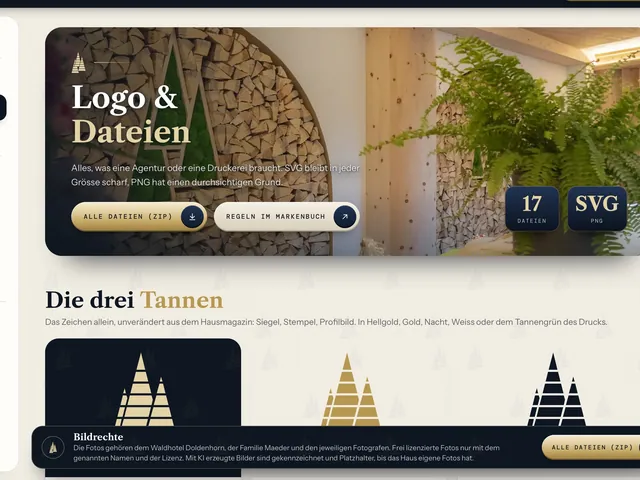 Logo &
Dateien
Alles, was eine Agentur oder eine Druckerei braucht. SVG bleibt in jeder
Grösse scharf, PNG hat einen durchsichtigen Grund.
ALLE DATEIEN (ZIP)
REGELN IM MARKENBUCH
17
DATEIEN
SVG
PNG
Die drei Tannen
Das Zeichen allein, unverändert aus dem Hausmagazin: Siegel, Stempel, Profilbild. In Hellgold, Gold, Nacht, Weiss oder dem Tannengrün des Drucks.
Bildrechte
Die Fotos gehören dem Waldhotel Doldenhorn, der Familie Maeder und den jeweiligen Fotografen. Frei lizenzierte Fotos nur mit dem
genannten Namen und der Lizenz. Mit KI erzeugte Bilder sind gekennzeichnet und Platzhalter, bis das Haus eigene Fotos hat.
ALLE DATEIEN (ZIP)